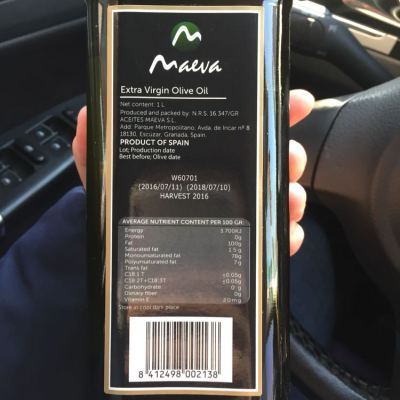 Maeva
Extra Virgin Olive Oil
Net content: 1 L
Produced and packed by: N.R.S. 16.347/GR
ACEITES MAEVA S.L.
Add: Parque Metropolitano, Avda. de Incar nº 8
18130, Escúzar, Granada, Spain.
PRODUCT OF SPAIN
Lot; Production date
Best before; Olive date
W60701
(2016/07/11) (2018/07/10)
HARVEST 2016
AVERAGE NUTRIENT CONTENT PER 100 GR:
Energy 3.700KJ
Protein 0g
Fat 100g
Saturated fat 15 g
Monounsaturated fat 78g
Polyunsaturated fat 7 g
Trans fat
C18:1 T ≤0.05g
C18:2T+C18:3T ≤0.05g
Carbohydrate 0 g
Dietary fiber 0g
Vitamin E 20mg
Store in cool dark place
8 412498 002138